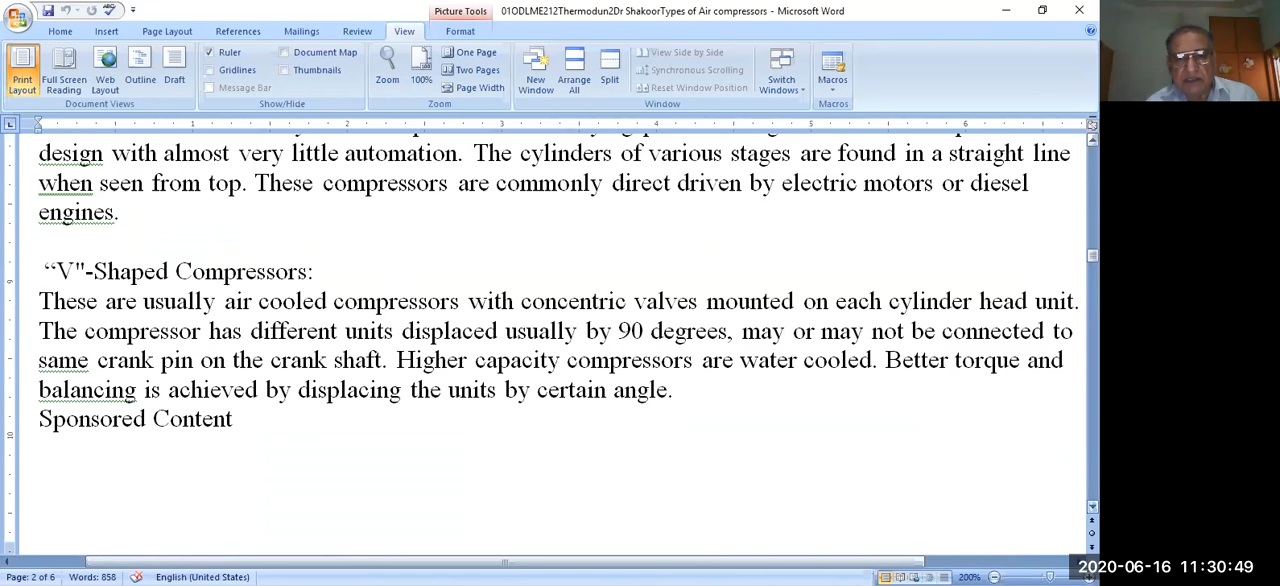 Picture Tools
01ODLME212Thermodun2Dr ShakoorTypes of Air compressors - Microsoft Word
Home Insert Page Layout References Mailings Review View Format
Ruler Document Map One Page
Gridlines Thumbnails Two Pages
Message Bar Page Width
Print Layout Full Screen Reading Web Layout Outline Draft Zoom 100% New Window Arrange All Split Switch Windows Macros
View Side by Side
Synchronous Scrolling
Reset Window Position
Document Views Show/Hide Zoom Window Macros
1 2 3 4 5 6
design with almost very little automation. The cylinders of various stages are found in a straight line
when seen from top. These compressors are commonly direct driven by electric motors or diesel
engines.
“V"-Shaped Compressors:
These are usually air cooled compressors with concentric valves mounted on each cylinder head unit.
The compressor has different units displaced usually by 90 degrees, may or may not be connected to
same crank pin on the crank shaft. Higher capacity compressors are water cooled. Better torque and
balancing is achieved by displacing the units by certain angle.
Sponsored Content
Page: 2 of 6 Words: 858 English (United States) 200%
2020-06-16 11:30:49